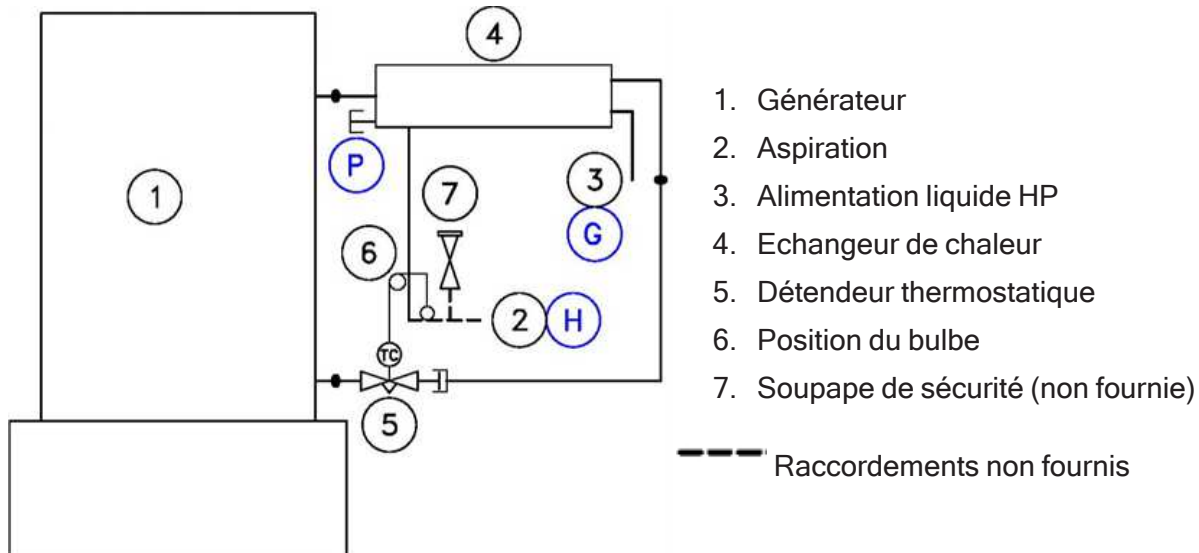 4
1
P
7
3
G
6
2
H
TC
5
1. Générateur
2. Aspiration
3. Alimentation liquide HP
4. Echangeur de chaleur
5. Détendeur thermostatique
6. Position du bulbe
7. Soupape de sécurité (non fournie)
Raccordements non fournis